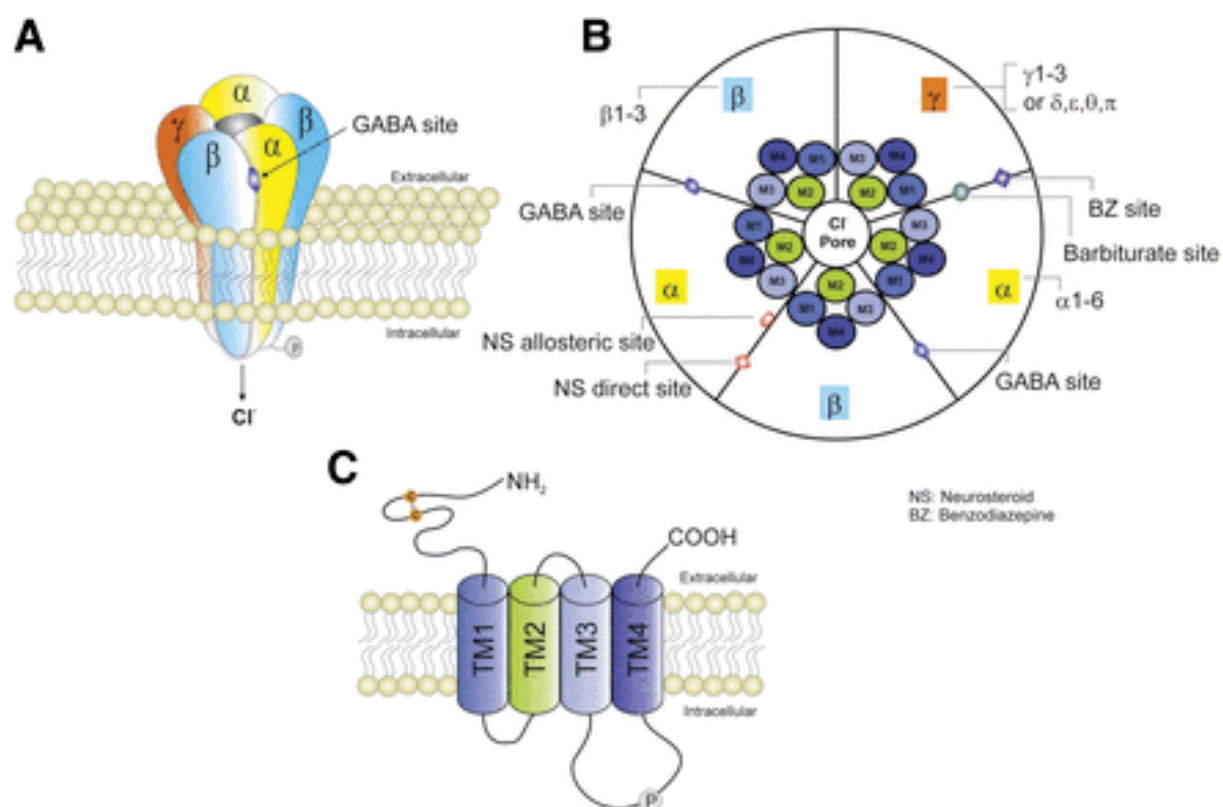 A
α
γ
β
β
α
GABA site
Extracellular
Intracellular
P
Cl⁻
B
β1-3
β
γ
γ1-3
or δ,ε,θ,π
GABA site
BZ site
Barbiturate site
α
α
α1-6
NS allosteric site
NS direct site
β
GABA site
Cl⁻
Pore
M4
M1
M3
M4
M3
M2
M2
M1
M1
M2
M2
M3
M4
M4
M3
M2
M1
M1
M3
M4
C
NH₂
C
C
COOH
Extracellular
TM1
TM2
TM3
TM4
Intracellular
P
NS: Neurosteroid
BZ: Benzodiazepine